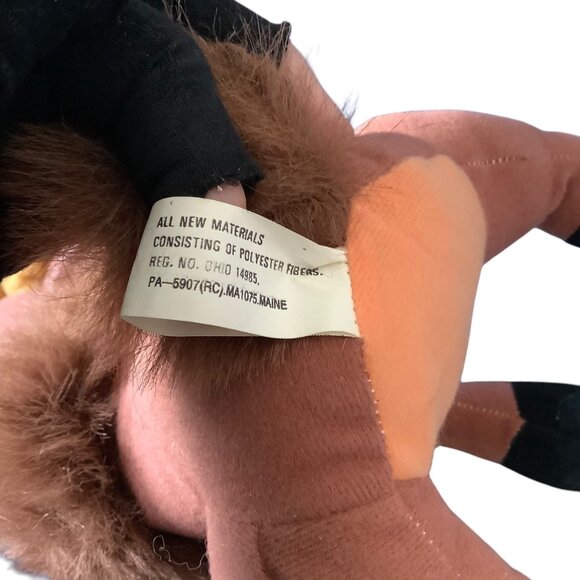 ALL NEW MATERIALS
CONSISTING OF POLYESTER FIBERS.
REG. NO. OHIO 14985,
PA—5907(RC).MA1075.MAINE